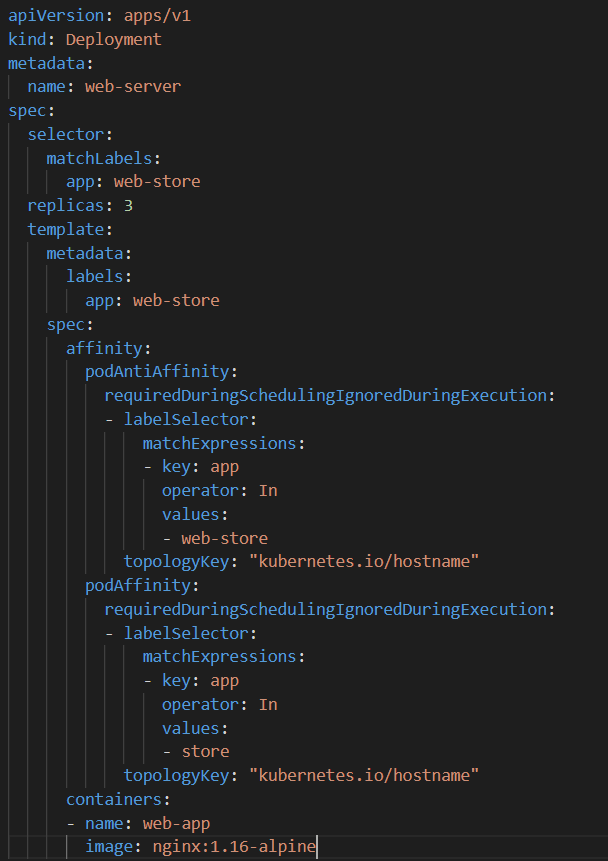 apiVersion: apps/v1
kind: Deployment
metadata:
  name: web-server
spec:
  selector:
    matchLabels:
      app: web-store
  replicas: 3
  template:
    metadata:
      labels:
        app: web-store
    spec:
      affinity:
        podAntiAffinity:
          requiredDuringSchedulingIgnoredDuringExecution:
          - labelSelector:
              matchExpressions:
              - key: app
                operator: In
                values:
                - web-store
            topologyKey: "kubernetes.io/hostname"
        podAffinity:
          requiredDuringSchedulingIgnoredDuringExecution:
          - labelSelector:
              matchExpressions:
              - key: app
                operator: In
                values:
                - store
            topologyKey: "kubernetes.io/hostname"
      containers:
      - name: web-app
        image: nginx:1.16-alpine